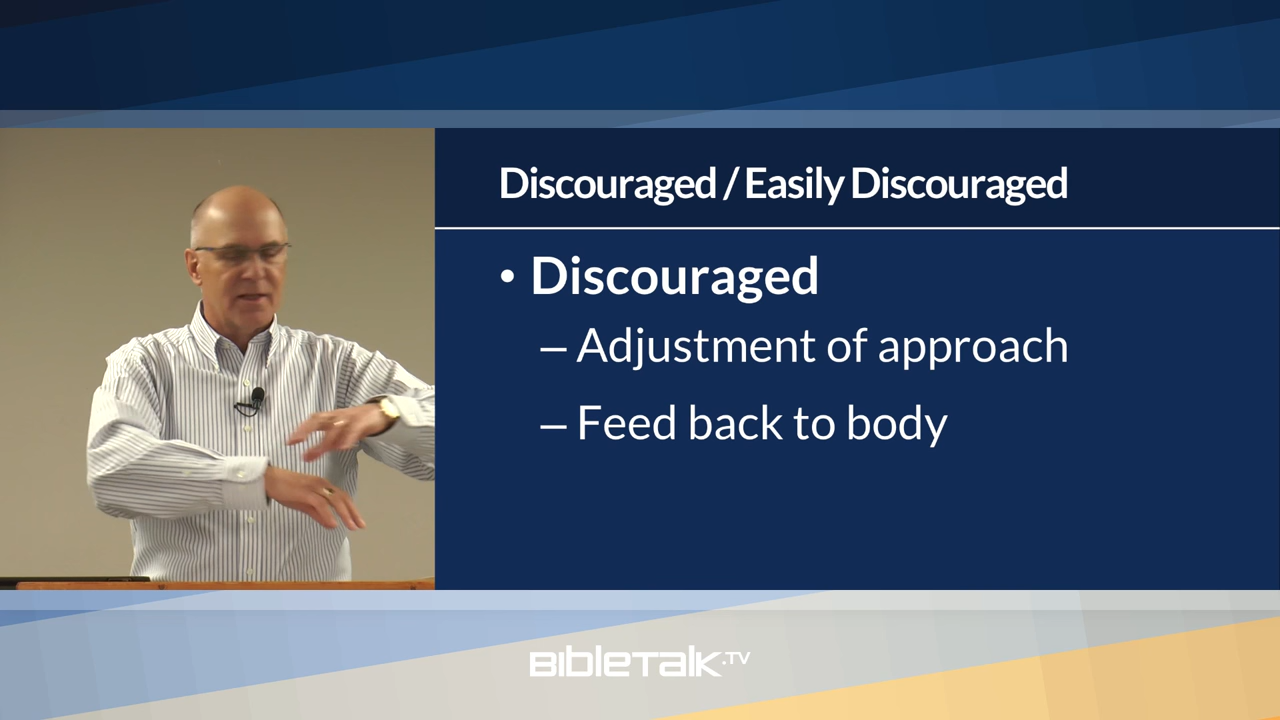 Discouraged / Easily Discouraged
• Discouraged
– Adjustment of approach
– Feed back to body
BibleTalk.TV